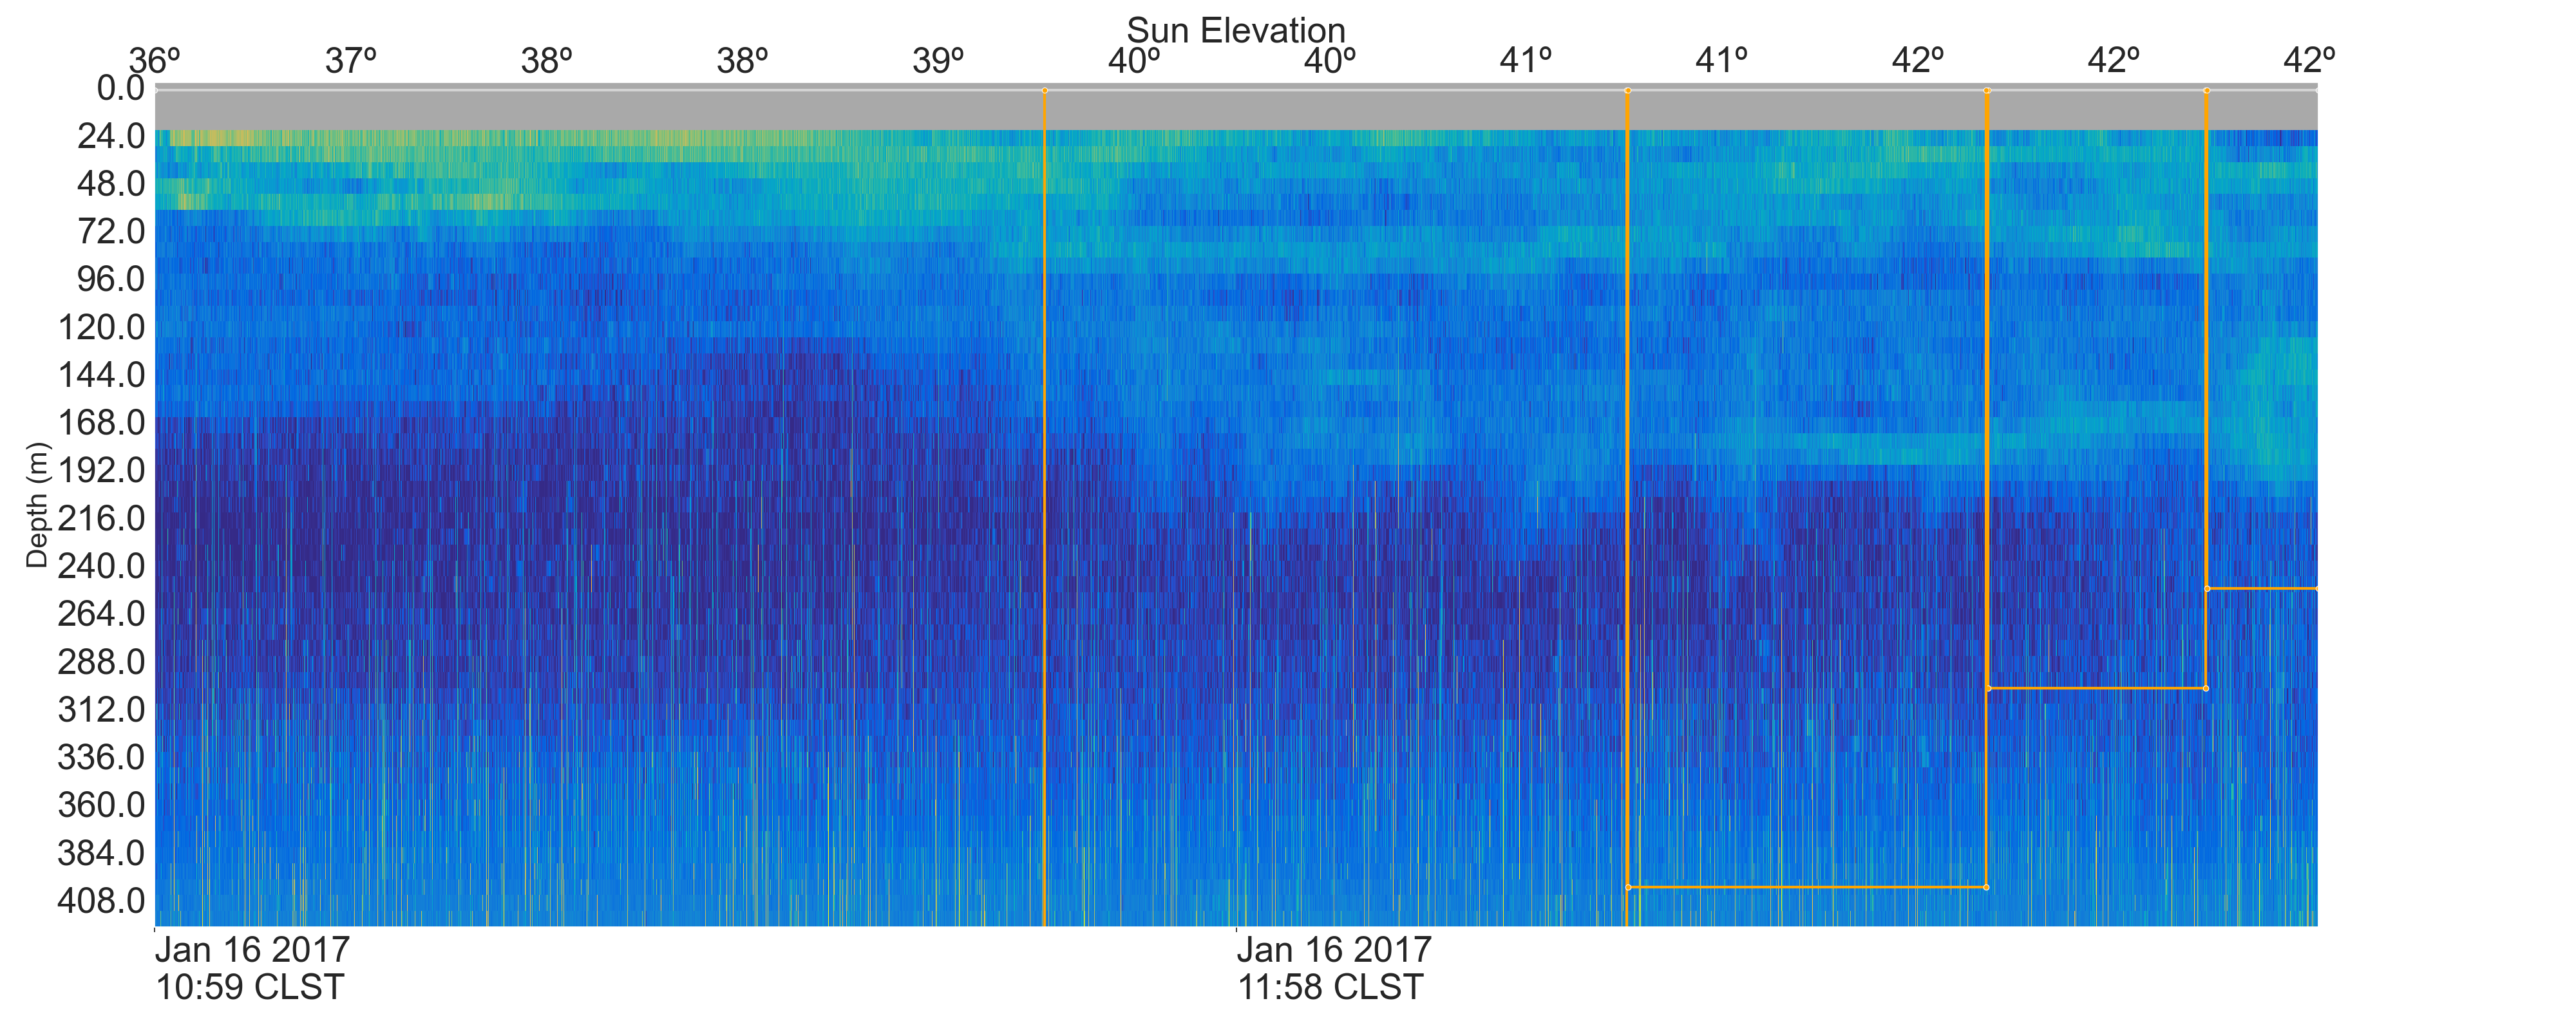 Sun Elevation
36º 37º 38º 38º 39º 40º 40º 41º 41º 42º 42º 42º
0.0
24.0
48.0
72.0
96.0
120.0
144.0
168.0
192.0
216.0
240.0
264.0
288.0
312.0
336.0
360.0
384.0
408.0
Depth (m)
Jan 16 2017
10:59 CLST
Jan 16 2017
11:58 CLST